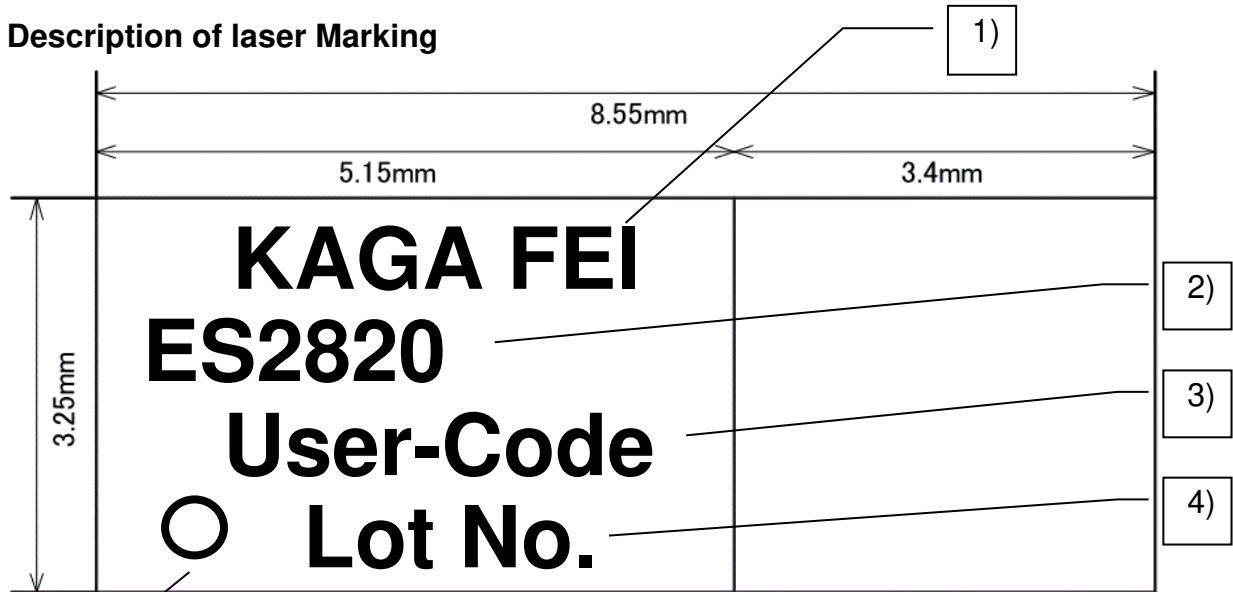 Description of laser Marking
1)
8.55mm
5.15mm
3.4mm
KAGA FEI
2)
ES2820
3.25mm
3)
User-Code
4)
Lot No.